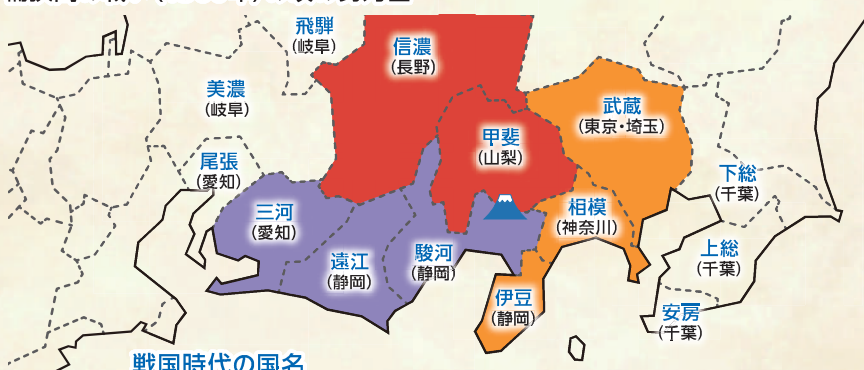 飛騨
(岐阜)
信濃
(長野)
美濃
(岐阜)
武蔵
(東京・埼玉)
甲斐
(山梨)
尾張
(愛知)
下総
(千葉)
三河
(愛知)
相模
(神奈川)
遠江
(静岡)
駿河
(静岡)
上総
(千葉)
伊豆
(静岡)
安房
(千葉)
戦国時代の国名